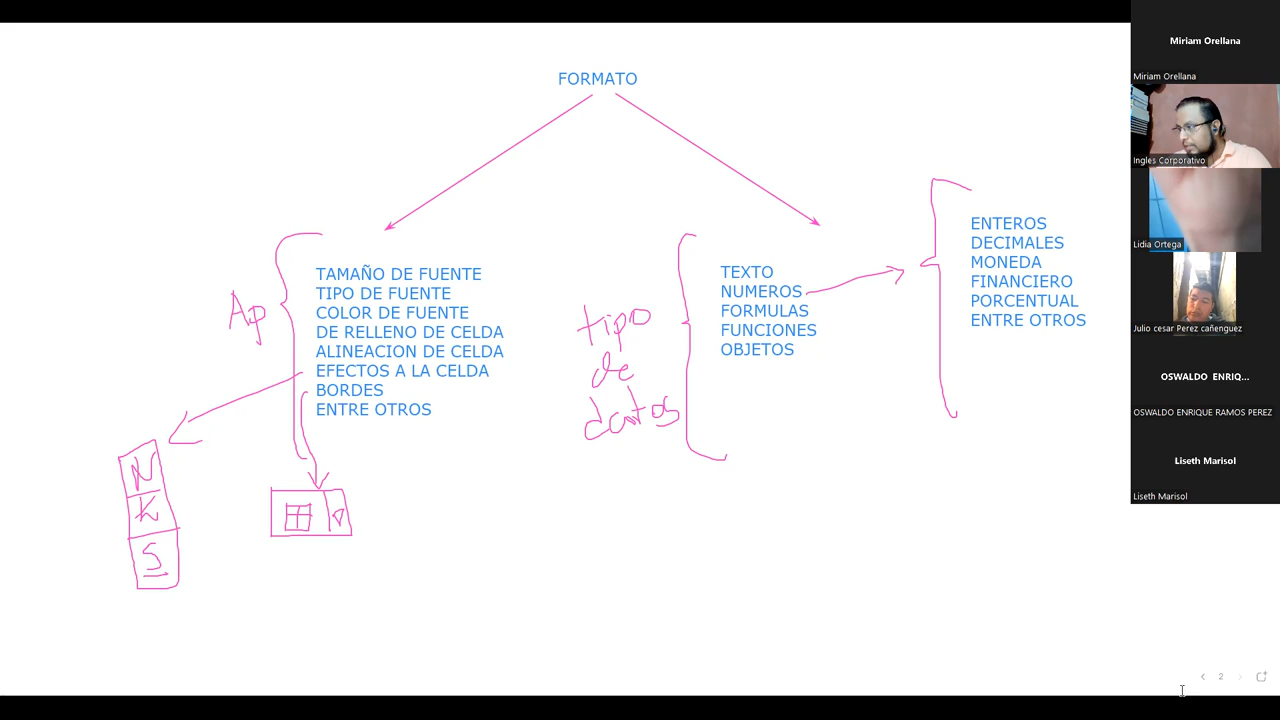 FORMATO
Ap
TAMAÑO DE FUENTE
TIPO DE FUENTE
COLOR DE FUENTE
DE RELLENO DE CELDA
ALINEACION DE CELDA
EFECTOS A LA CELDA
BORDES
ENTRE OTROS
N
K
S
tipo
de
datos
TEXTO
NUMEROS
FORMULAS
FUNCIONES
OBJETOS
ENTEROS
DECIMALES
MONEDA
FINANCIERO
PORCENTUAL
ENTRE OTROS
Miriam Orellana
Miriam Orellana
Ingles Corporativo
Lidia Ortega
Julio cesar Perez cañenguez
OSWALDO ENRIQ...
OSWALDO ENRIQUE RAMOS PEREZ
Liseth Marisol
Liseth Marisol
2